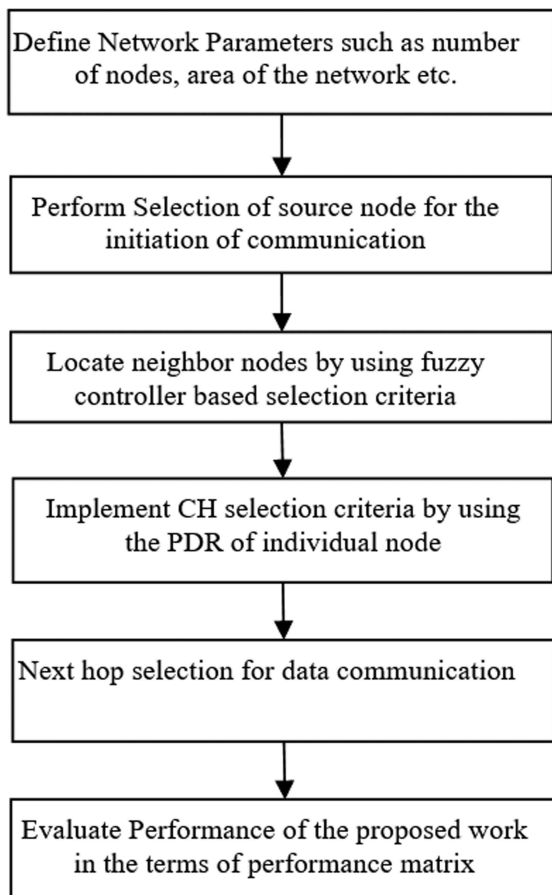 Define Network Parameters such as number
of nodes, area of the network etc.
Perform Selection of source node for the
initiation of communication
Locate neighbor nodes by using fuzzy
controller based selection criteria
Implement CH selection criteria by using
the PDR of individual node
Next hop selection for data communication
Evaluate Performance of the proposed work
in the terms of performance matrix